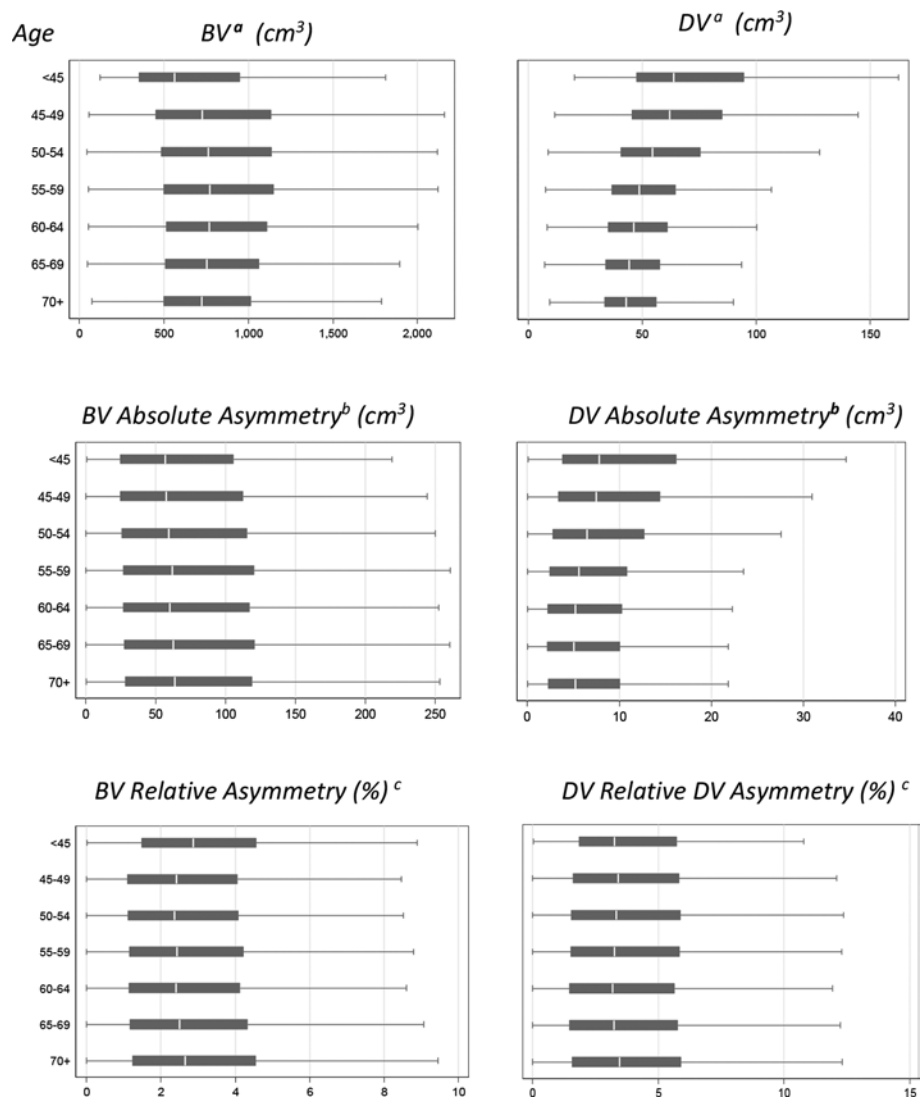 Age
BVᵃ (cm³)
DVᵃ (cm³)
<45
45-49
50-54
55-59
60-64
65-69
70+
0 500 1,000 1,500 2,000
0 50 100 150
BV Absolute Asymmetryᵇ (cm³)
DV Absolute Asymmetryᵇ (cm³)
<45
45-49
50-54
55-59
60-64
65-69
70+
0 50 100 150 200 250
0 10 20 30 40
BV Relative Asymmetry (%) ᶜ
DV Relative DV Asymmetry (%) ᶜ
<45
45-49
50-54
55-59
60-64
65-69
70+
0 2 4 6 8 10
0 5 10 15